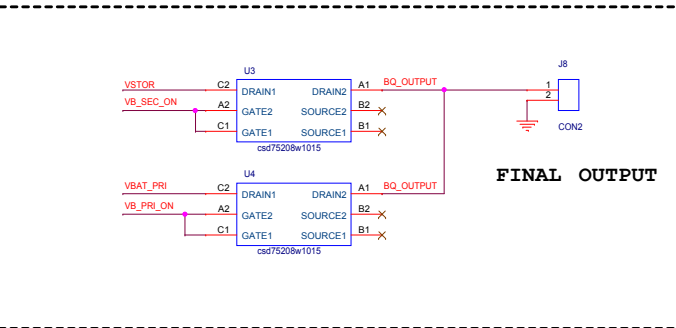 J8
U3
VSTOR C2 DRAIN1 DRAIN2 A1 BQ_OUTPUT 1
VB_SEC_ON A2 GATE2 SOURCE2 B2 2
C1 GATE1 SOURCE1 B1
CON2
csd75208w1015
FINAL OUTPUT
U4
VBAT_PRI C2 DRAIN1 DRAIN2 A1 BQ_OUTPUT
VB_PRI_ON A2 GATE2 SOURCE2 B2
C1 GATE1 SOURCE1 B1
csd75208w1015